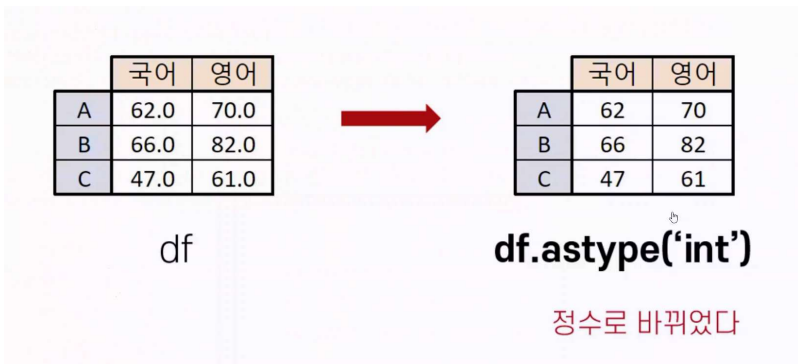 국어 영어
A 62.0 70.0
B 66.0 82.0
C 47.0 61.0
df
국어 영어
A 62 70
B 66 82
C 47 61
df.astype(‘int’)
정수로 바뀌었다